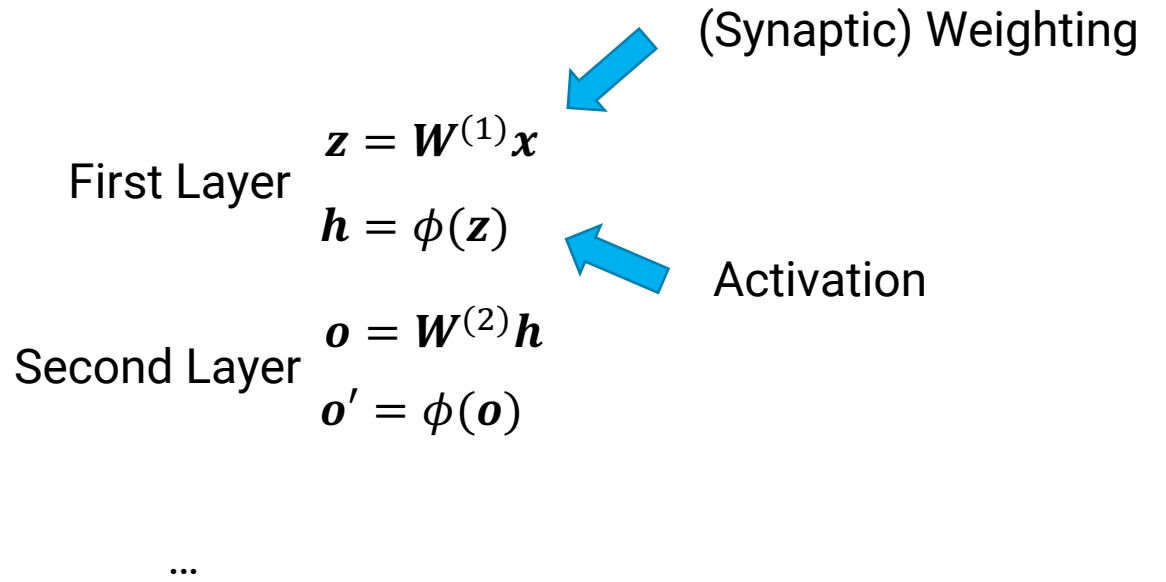 (Synaptic) Weighting
z = W^(1) x
First Layer
h = ϕ(z)
Activation
o = W^(2) h
Second Layer
o′ = ϕ(o)
…